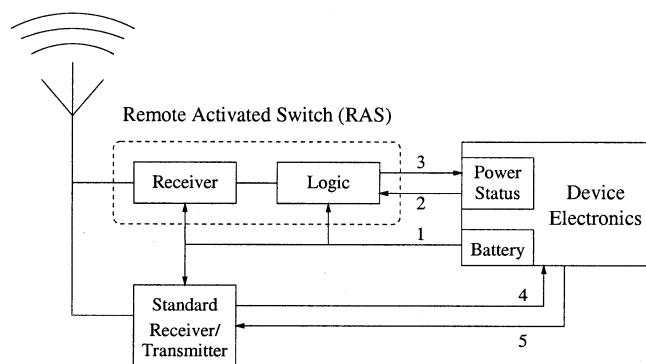 Remote Activated Switch (RAS)
Receiver
Logic
3
2
1
Power
Status
Device
Electronics
Battery
Standard
Receiver/
Transmitter
4
5